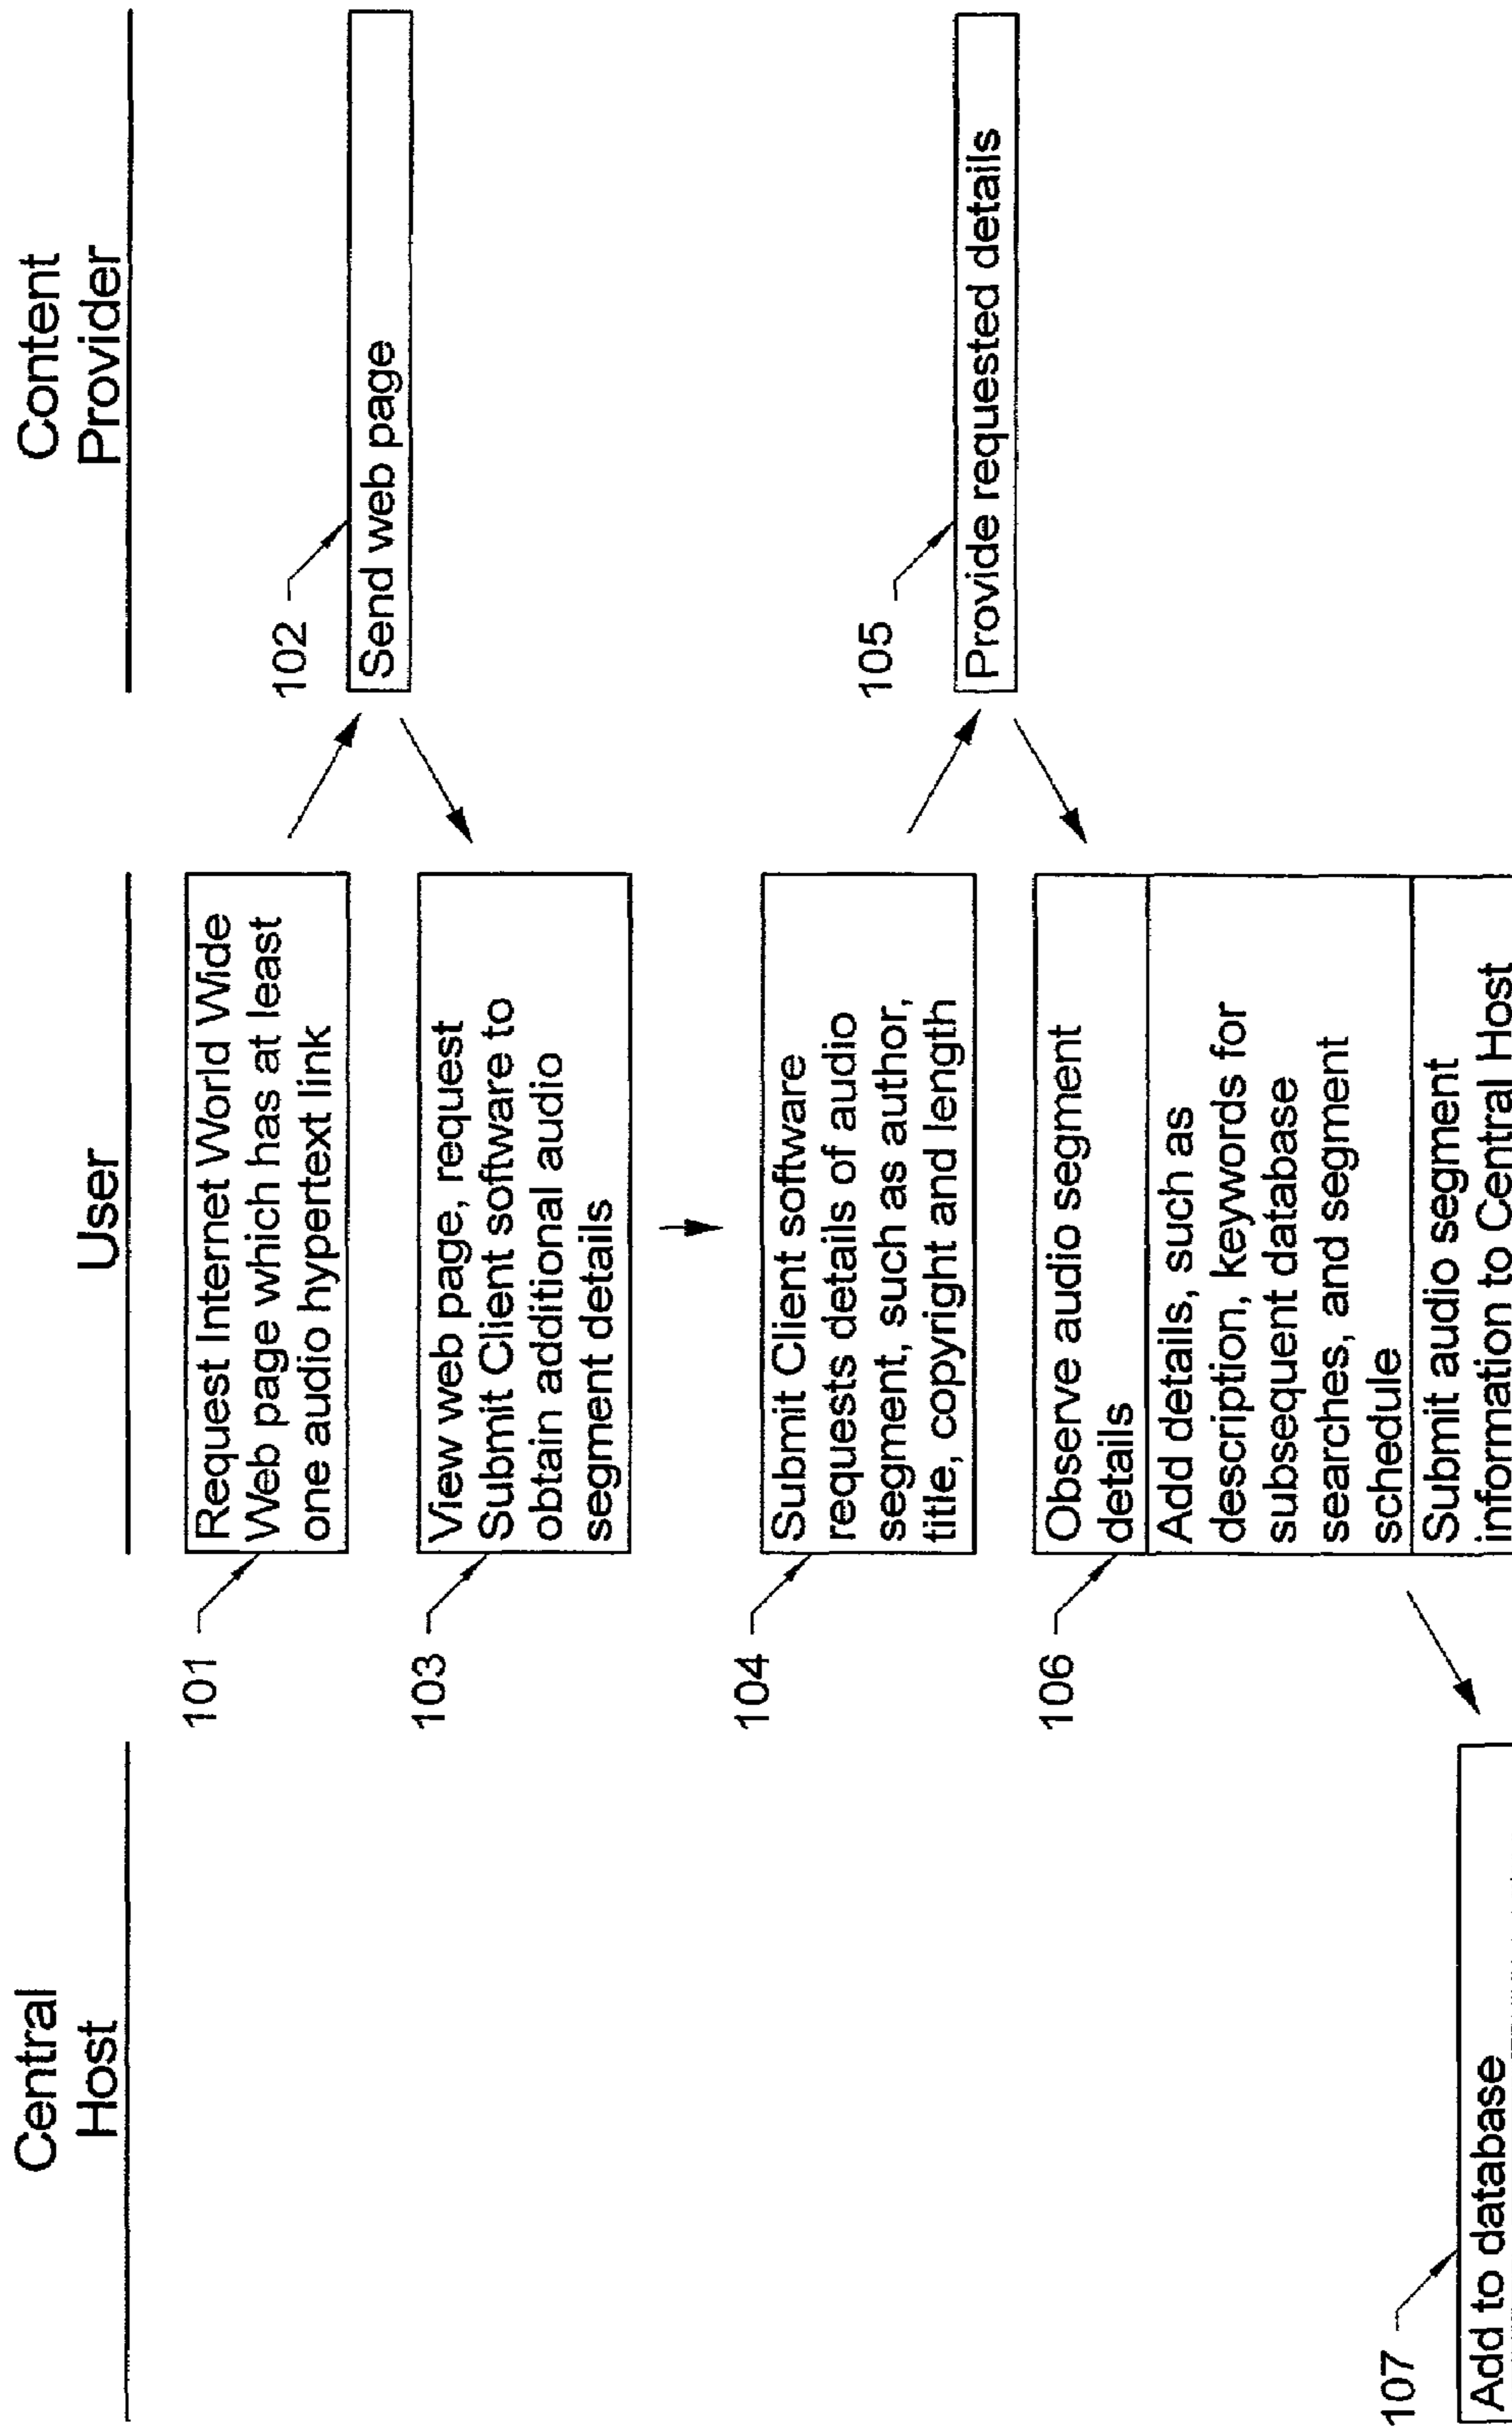 Central
Host
User
Content
Provider
101
Request Internet World Wide
Web page which has at least
one audio hypertext link
102
Send web page
103
View web page, request
Submit Client software to
obtain additional audio
segment details
104
Submit Client software
requests details of audio
segment, such as author,
title, copyright and length
105
Provide requested details
106
Observe audio segment
details
Add details, such as
description, keywords for
subsequent database
searches, and segment
schedule
Submit audio segment
information to Central Host
107
Add to database